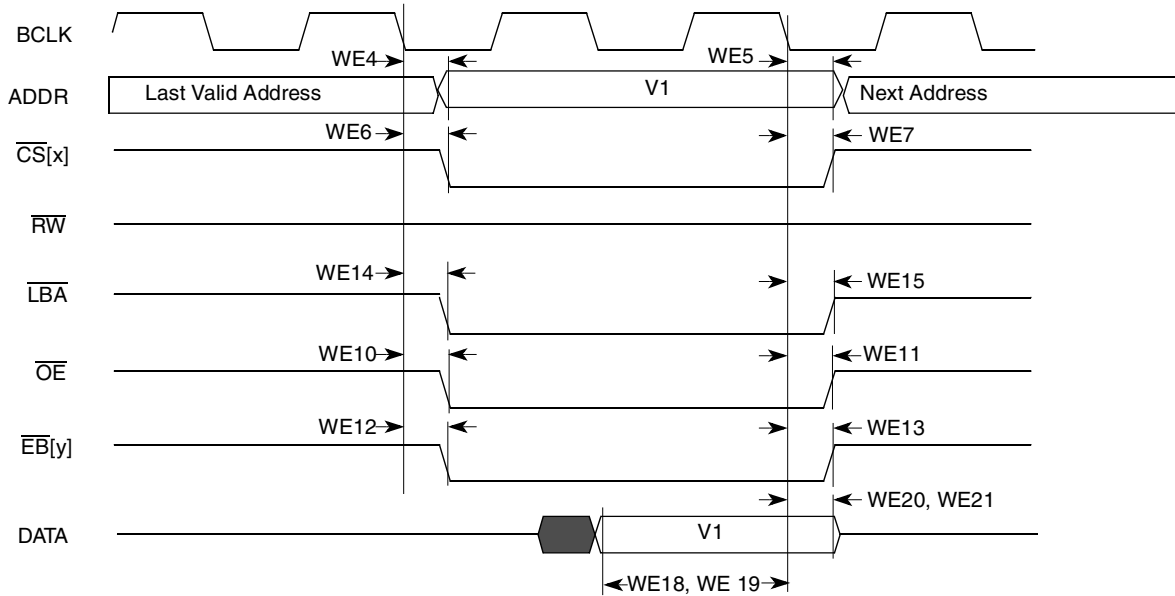 BCLK
WE4 WE5
ADDR Last Valid Address V1 Next Address
WE6 WE7
CS[x]
RW
WE14 WE15
LBA
WE10 WE11
OE
WE12 WE13
EB[y]
WE20, WE21
DATA V1
WE18, WE 19